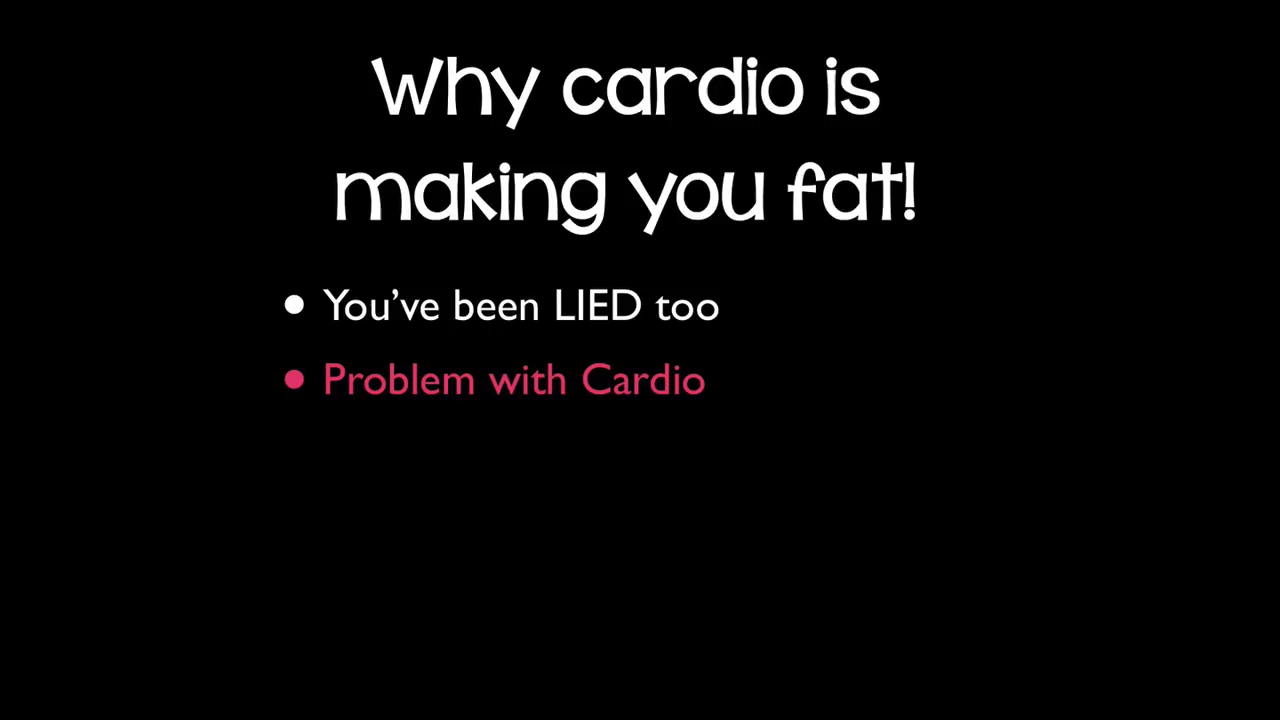 Why cardio is
making you fat!
• You've been LIED too
• Problem with Cardio